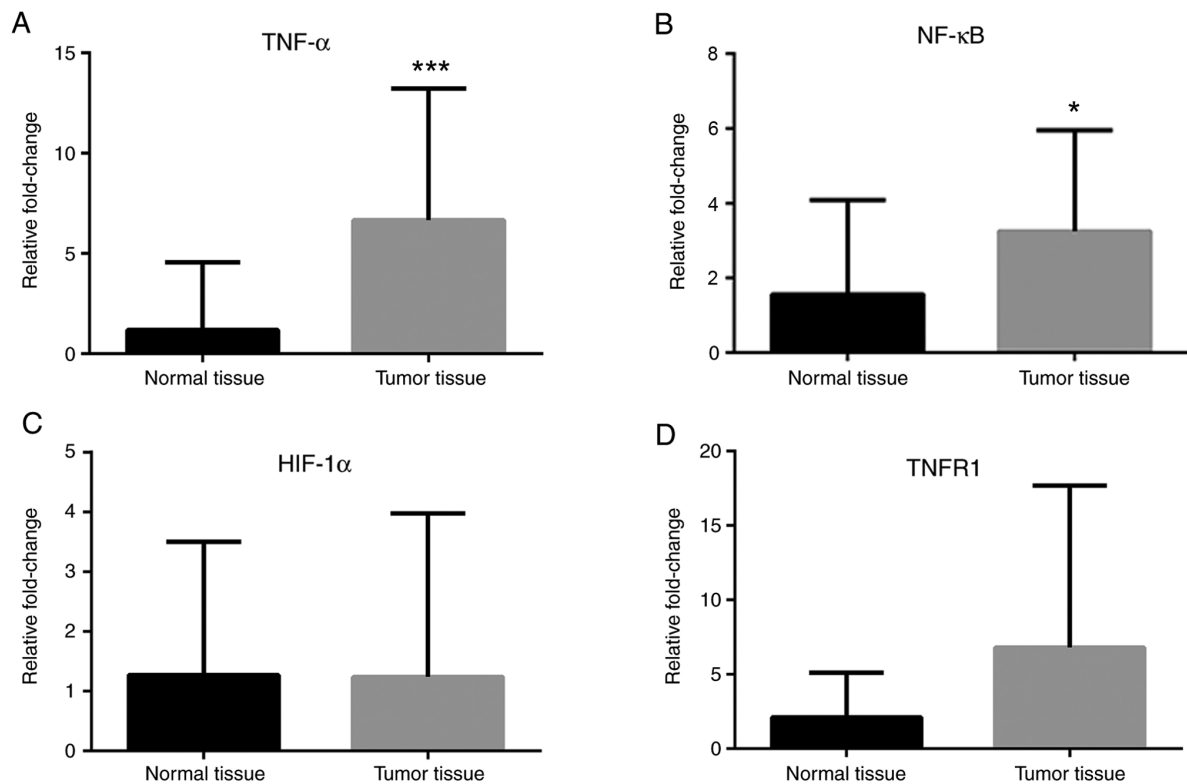 A
TNF-α
Relative fold-change
15
10
5
0
***
Normal tissue
Tumor tissue
B
NF-κB
Relative fold-change
8
6
4
2
0
*
Normal tissue
Tumor tissue
C
HIF-1α
Relative fold-change
5
4
3
2
1
0
Normal tissue
Tumor tissue
D
TNFR1
Relative fold-change
20
15
10
5
0
Normal tissue
Tumor tissue